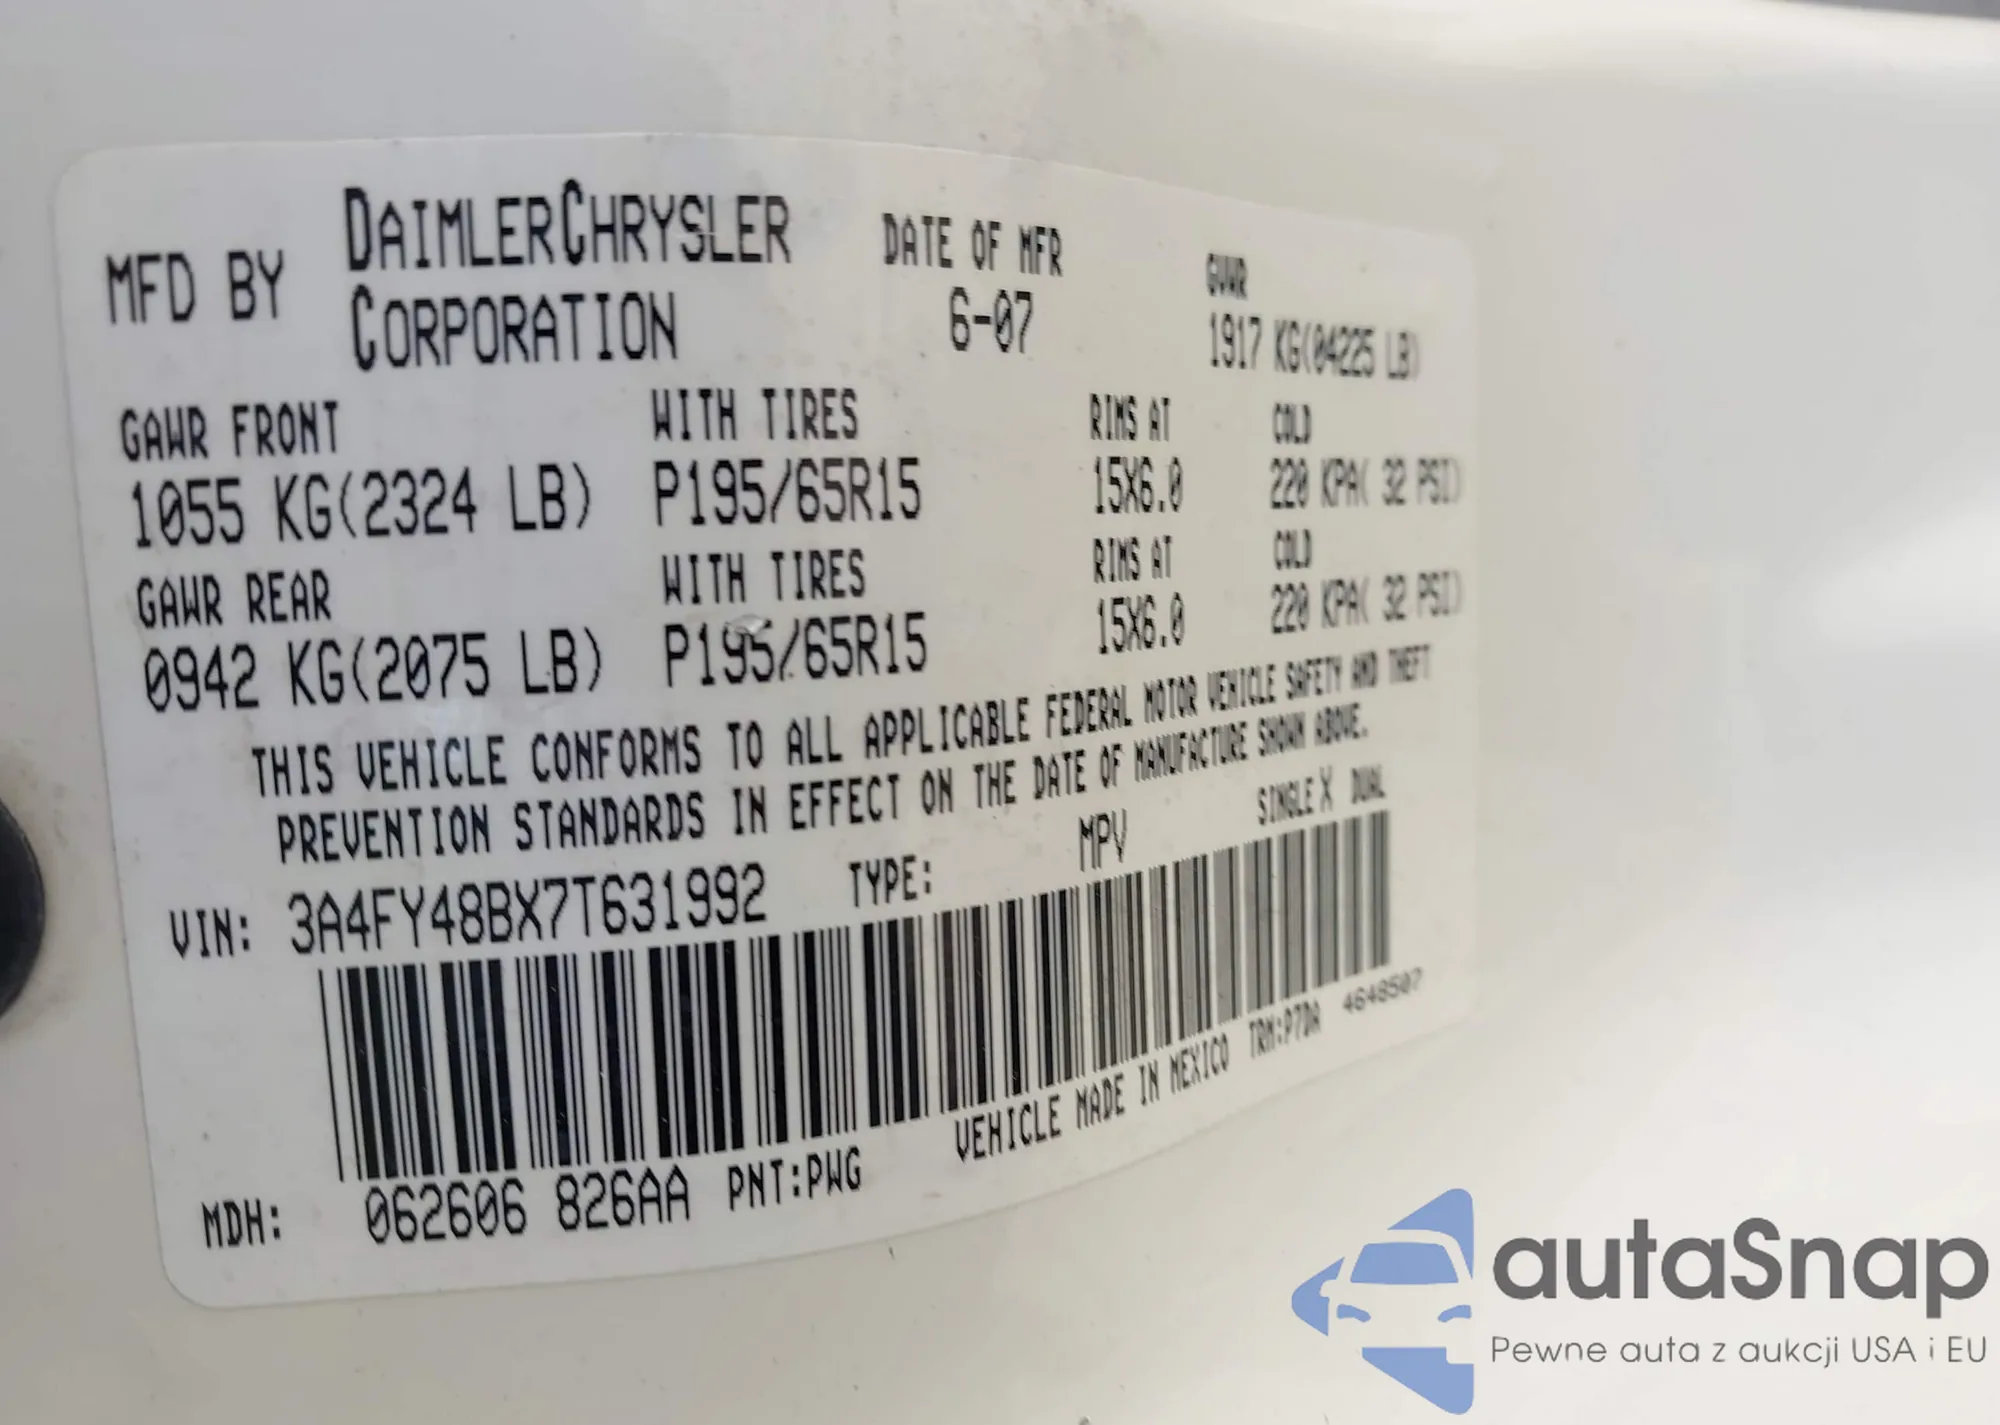 MFD BY DAIMLERCHRYSLER CORPORATION
DATE OF MFR
6-07
GVWR
1917 KG(04225 LB)
GAWR FRONT WITH TIRES RIMS AT COLD
1055 KG(2324 LB) P195/65R15 15X6.0 220 KPA( 32 PSI)
GAWR REAR WITH TIRES RIMS AT COLD
0942 KG(2075 LB) P195/65R15 15X6.0 220 KPA( 32 PSI)
THIS VEHICLE CONFORMS TO ALL APPLICABLE FEDERAL MOTOR VEHICLE SAFETY AND THEFT
PREVENTION STANDARDS IN EFFECT ON THE DATE OF MANUFACTURE SHOWN ABOVE.
VIN: 3A4FY48BX7T631992 TYPE: MPV SINGLE X DUAL
MDH: 062606 826AA PNT:PWG VEHICLE MADE IN MEXICO TRM:P7DA 4648507
autaSnap
Pewne auta z aukcji USA i EU